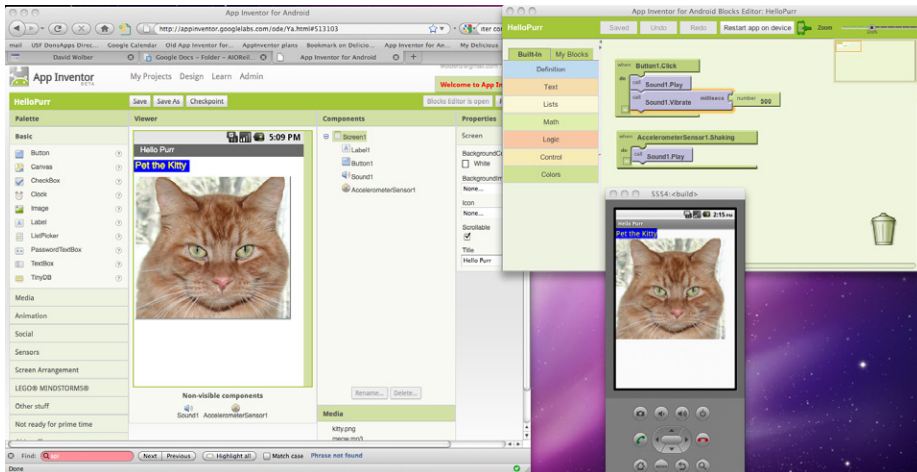 App Inventor for Android
http://appinventor.googlelabs.com/ode/Ya.html#513103
iter cor
mail
USF DonsApps Direc...
Google Calendar
Old App Inventor for...
AppInventor plans
Bookmark on Delicio...
App Inventor for An...
My Delicious
David Wolber
Google Docs - Folder - AIOReil...
App Inventor for Android
App Inventor
BETA
My Projects
Design
Learn
Admin
Welcome to App In
HelloPurr
Save
Save As
Checkpoint
Blocks Editor is open
Palette
Viewer
Components
Properties
Basic
Button
Canvas
CheckBox
Clock
Image
Label
ListPicker
PasswordTextBox
TextBox
TinyDB
Media
Animation
Social
Sensors
Screen Arrangement
LEGO® MINDSTORMS®
Other stuff
Not ready for prime time
5:09 PM
Hello Purr
Pet the Kitty
Non-visible components
Sound1
AccelerometerSensor1
Screen1
Label1
Button1
Sound1
AccelerometerSensor1
Rename...
Delete...
Media
kitty.png
meow.mp3
Screen
BackgroundCo
White
BackgroundIm
None...
Icon
None...
Scrollable
Title
Hello Purr
Find:
api
Next
Previous
Highlight all
Match case
Phrase not found
Done
App Inventor for Android Blocks Editor: HelloPurr
HelloPurr
Saved
Undo
Redo
Restart app on device
Zoom
Built-In
My Blocks
Definition
Text
Lists
Math
Logic
Control
Colors
when Button1.Click
do
call Sound1.Play
call Sound1.Vibrate
millisecs
number 500
when AccelerometerSensor1.Shaking
do
call Sound1.Play
5554:<build>
2:15 PM
Hello Purr
Pet the Kitty
MENU